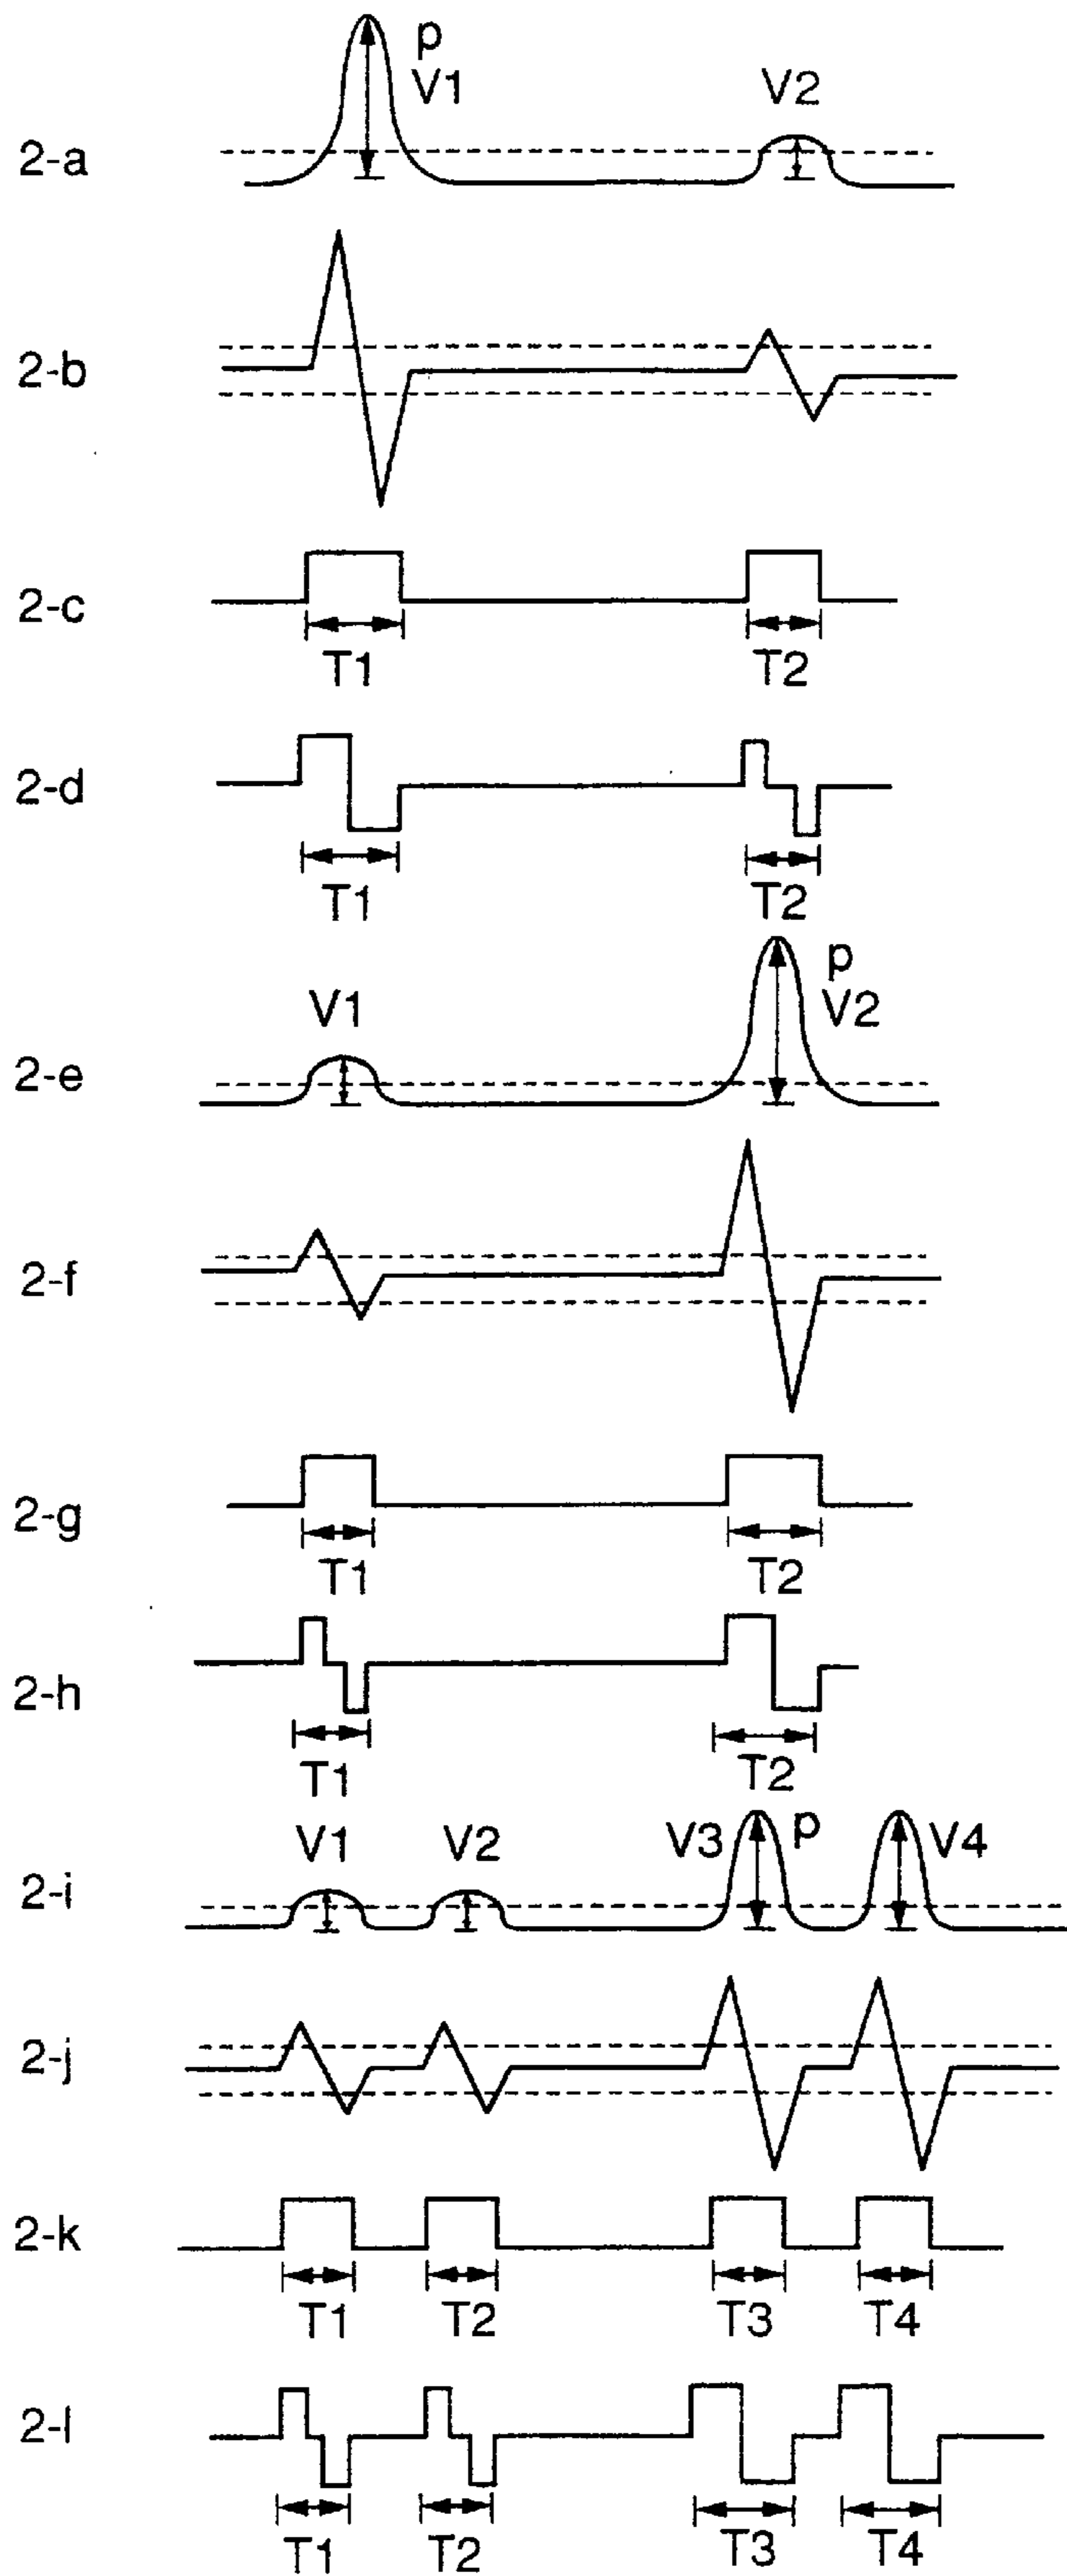 p
V1 V2
2-a
2-b
2-c
T1 T2
2-d
T1 T2
p
V1 V2
2-e
2-f
2-g
T1 T2
2-h
T1 T2
V1 V2 V3 p V4
2-i
2-j
2-k
T1 T2 T3 T4
2-l
T1 T2 T3 T4